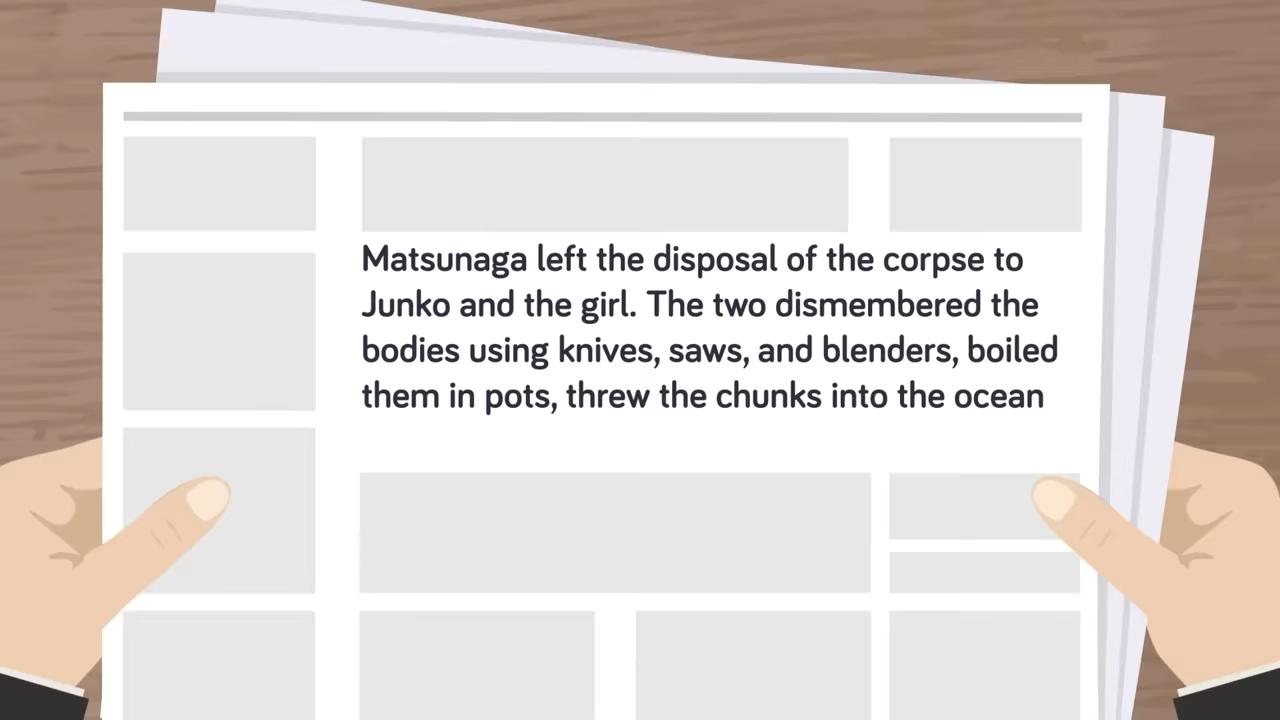 Matsunaga left the disposal of the corpse to
Junko and the girl. The two dismembered the
bodies using knives, saws, and blenders, boiled
them in pots, threw the chunks into the ocean